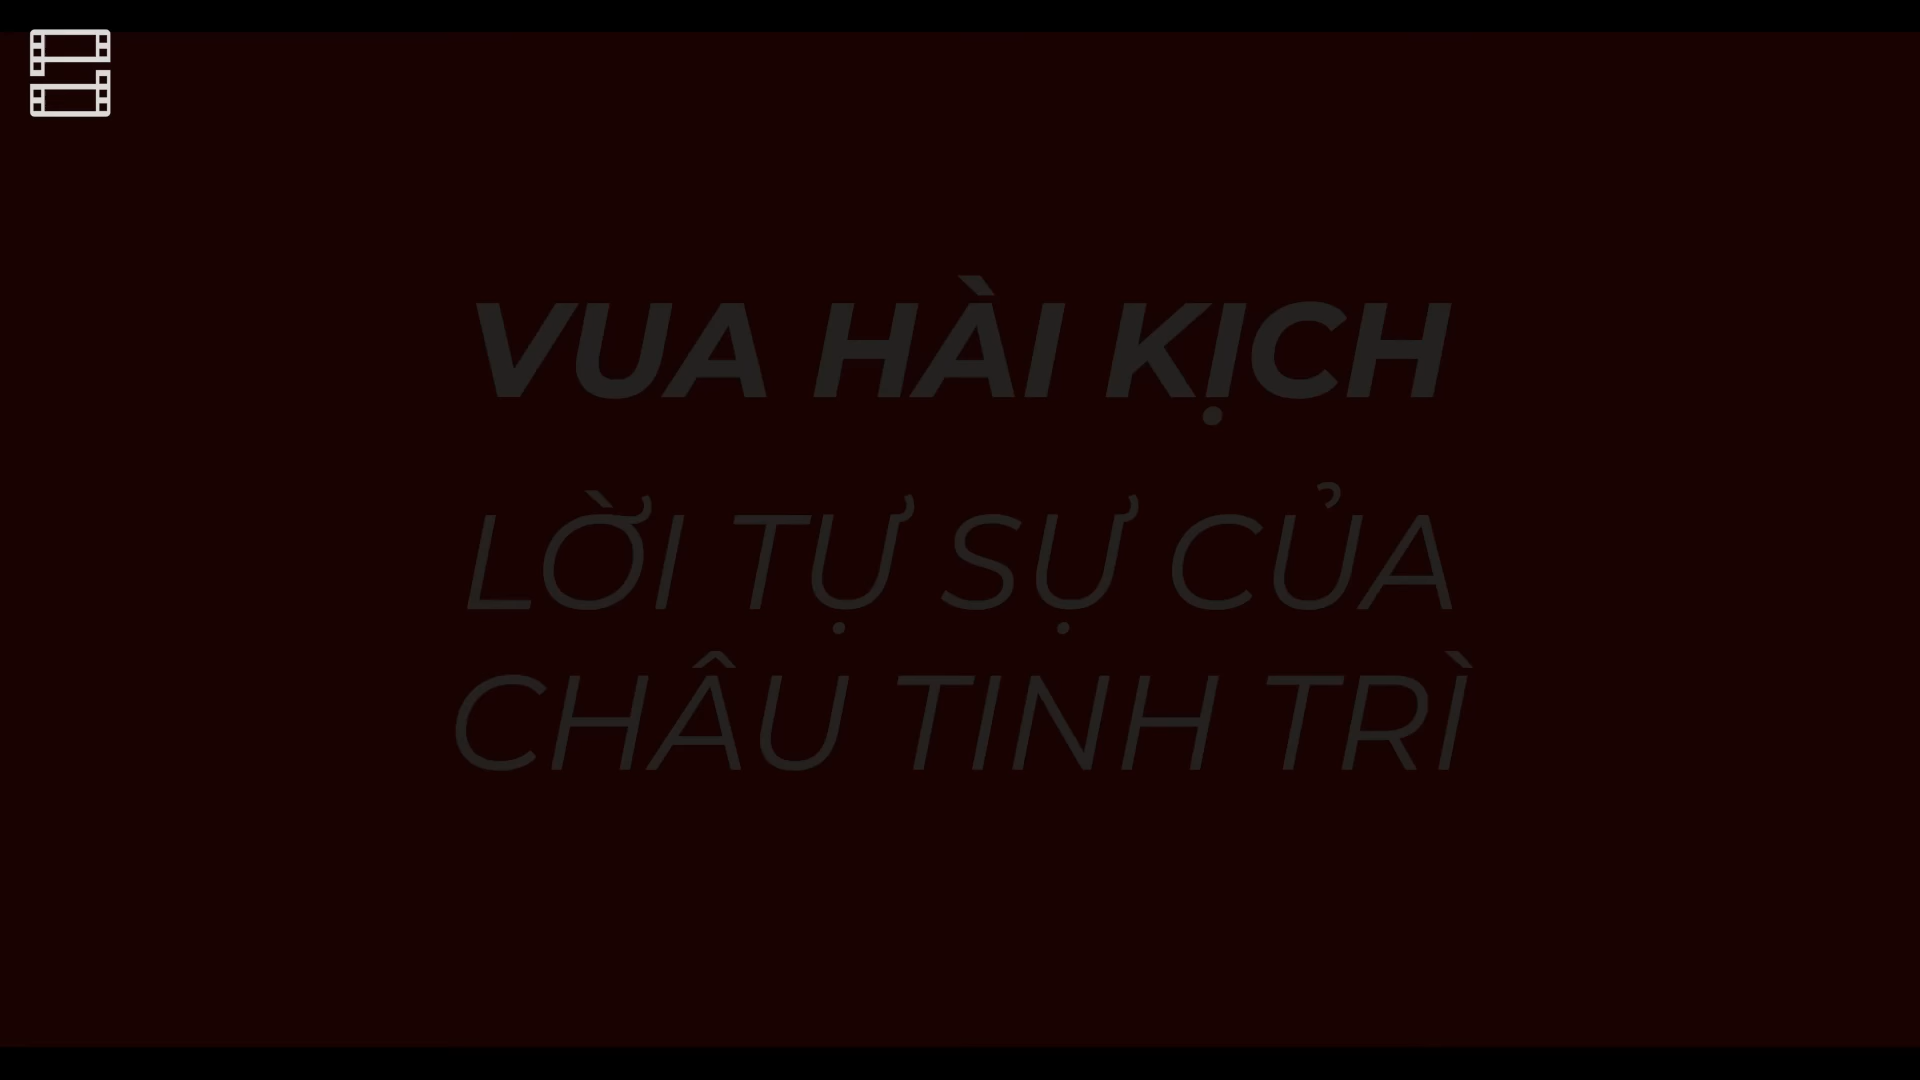 VUA HÀI KỊCH
LỜI TỰ SỰ CỦA
CHÂU TINH TRÌ